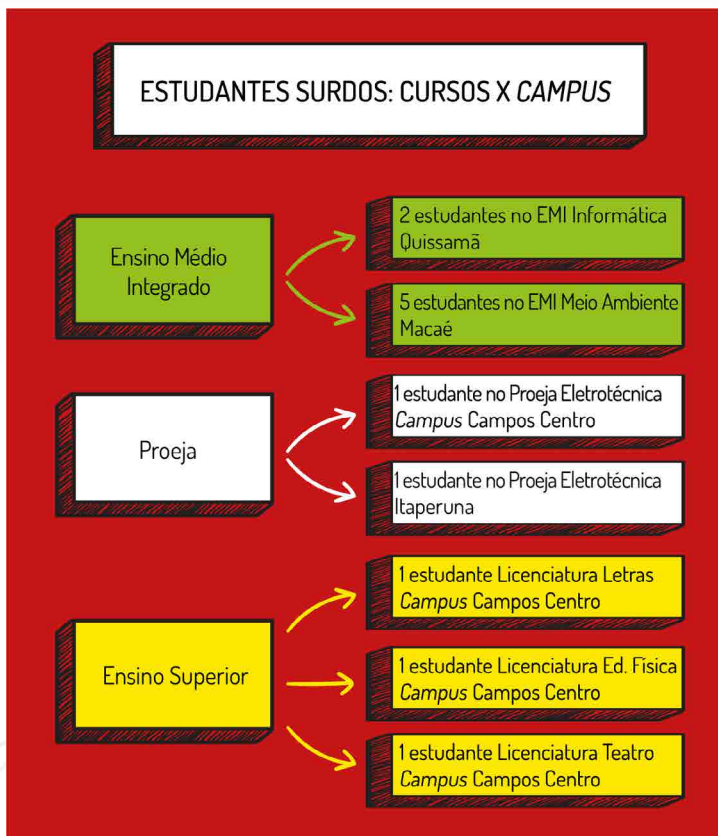 ESTUDANTES SURDOS: CURSOS X CAMPUS
Ensino Médio
Integrado
2 estudantes no EMI Informática
Quissamã
5 estudantes no EMI Meio Ambiente
Macaé
Proeja
1 estudante no Proeja Eletrotécnica
Campus Campos Centro
1 estudante no Proeja Eletrotécnica
Itaperuna
Ensino Superior
1 estudante Licenciatura Letras
Campus Campos Centro
1 estudante Licenciatura Ed. Física
Campus Campos Centro
1 estudante Licenciatura Teatro
Campus Campos Centro